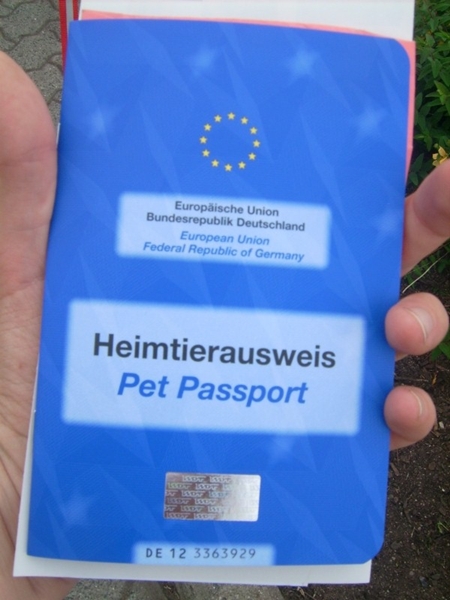 Europäische Union
Bundesrepublik Deutschland
European Union
Federal Republic of Germany
Heimtierausweis
Pet Passport
DE 12 3363929